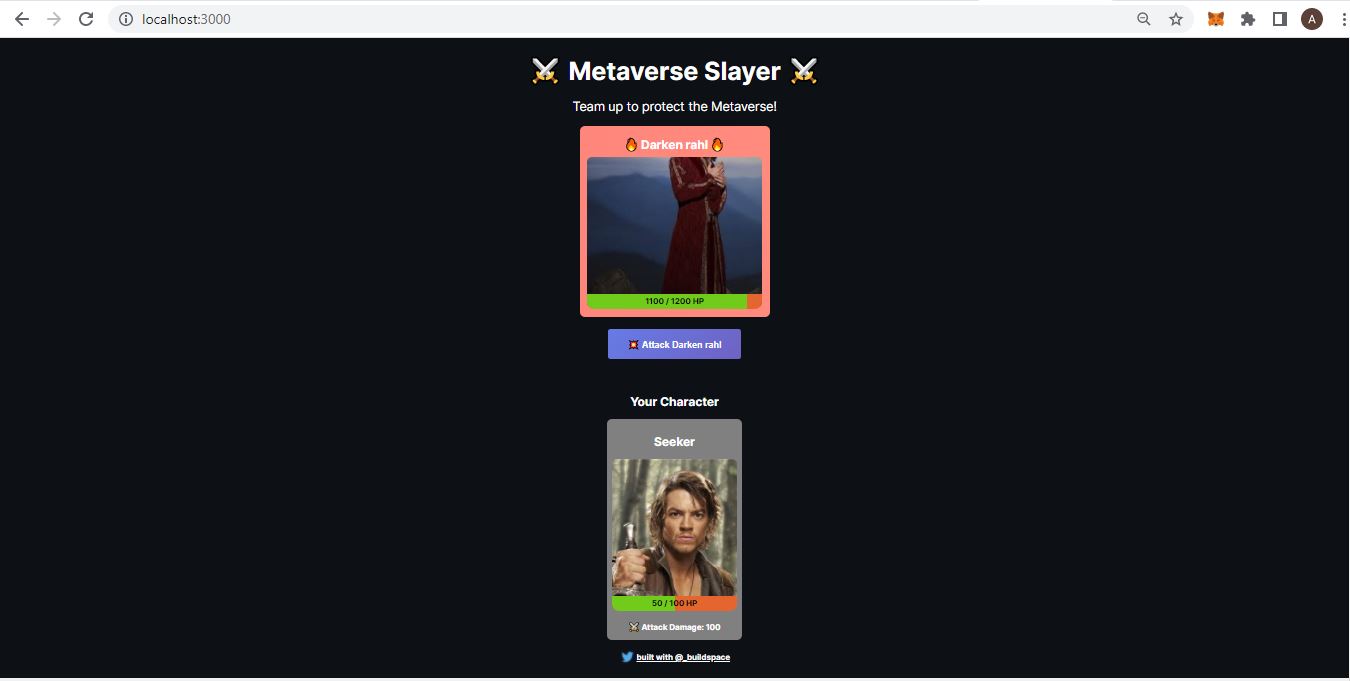 localhost:3000
A
Metaverse Slayer
Team up to protect the Metaverse!
🔥 Darken rahl 🔥
1100 / 1200 HP
💥 Attack Darken rahl
Your Character
Seeker
50 / 100 HP
⚔️ Attack Damage: 100
built with @_buildspace